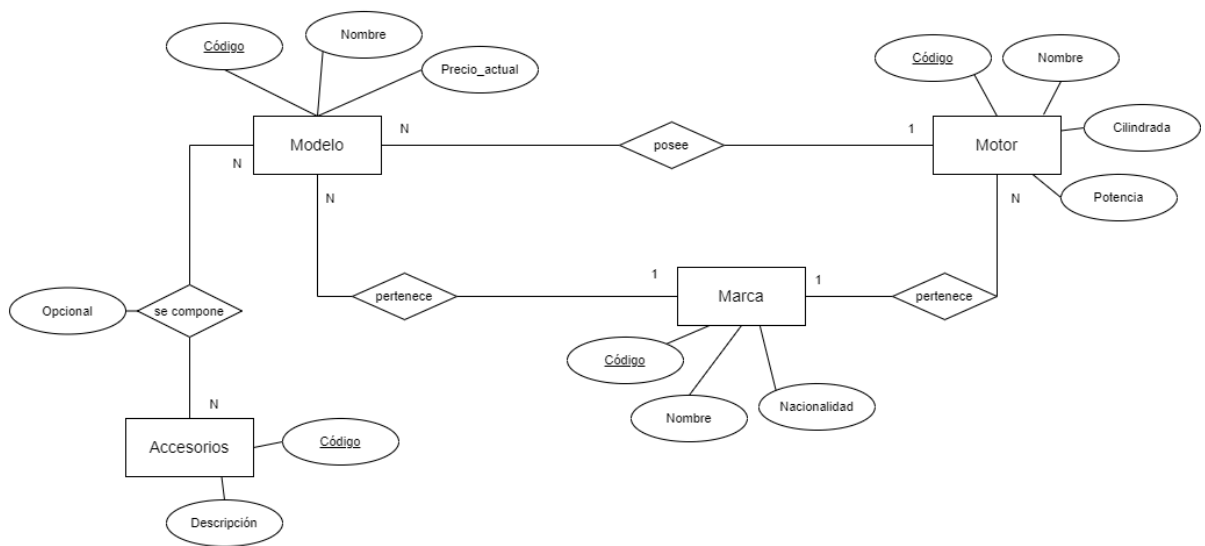 Código
Nombre
Precio_actual
Código
Nombre
Cilindrada
Potencia
Modelo
N
N
N
posee
1
Motor
N
Opcional
se compone
pertenece
1
Marca
1
pertenece
Código
Nombre
Nacionalidad
N
Accesorios
Código
Descripción